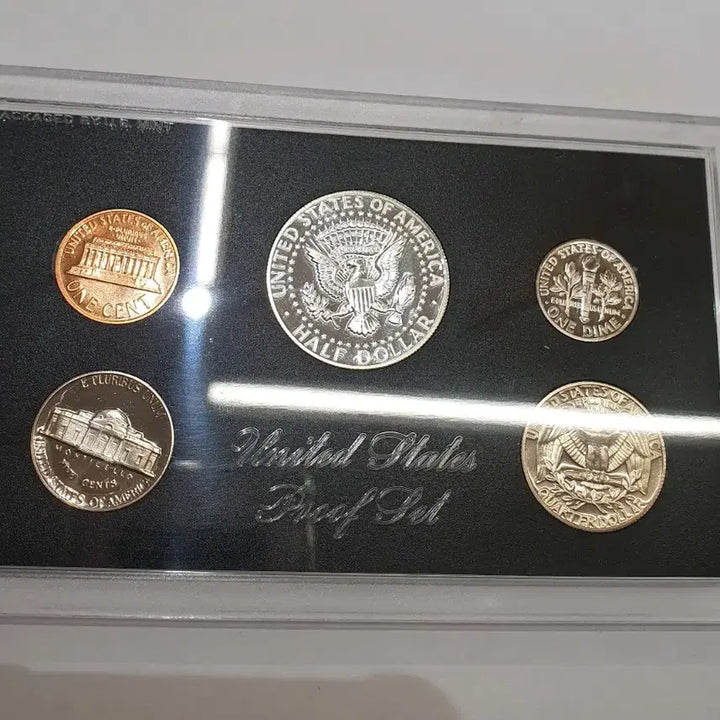 PACKAGED BY U.S. MINT
UNITED STATES OF AMERICA
E·PLURIBUS
UNUM
ONE CENT
UNITED STATES OF AMERICA
HALF DOLLAR
UNITED STATES OF AMERICA
ONE DIME
E PLURIBUS UNUM
MONTICELLO
FIVE CENTS
UNITED STATES OF AMERICA
UNITED STATES OF AMERICA
QUARTER DOLLAR
United States
Proof Set